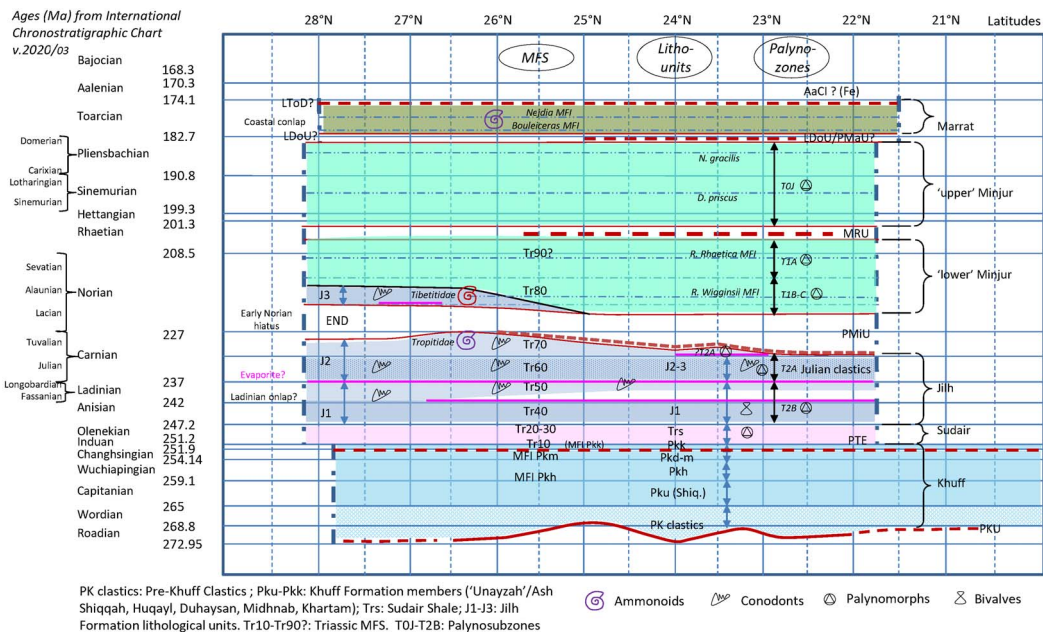 Ages (Ma) from International
Chronostratigraphic Chart
v.2020/03
28°N 27°N 26°N 25°N 24°N 23°N 22°N 21°N Latitudes
MFS
Litho-
units
Palyno-
zones
Bajocian
168.3
170.3
Aalenian
174.1
Toarcian
182.7
Domerian
Pliensbachian
Carixian
190.8
Lotharingian
Sinemurian
Sinemurian
199.3
Hettangian
201.3
Rhaetian
208.5
Sevatian
Alaunian
Norian
Lacian
227
Tuvalian
Carnian
Julian
237
Longobardian
Ladinian
Fassanian
242
Anisian
247.2
Olenekian
251.2
Induan
251.9
Changhsingian
254.14
Wuchiapingian
259.1
Capitanian
265
Wordian
268.8
Roadian
272.95
AaCl ? (Fe)
LToD?
Nejdia MFI
Coastal conlap
Bouleiceras MFI
Marrat
LDoU?
LDoU/PMaU?
N. gracilis
T0J
D. priscus
'upper' Minjur
MRU
Tr90?
R. Rhaetica MFI
T1A
'lower' Minjur
Tr80
R. Wigginsii MFI
T1B-C
J3
Tibetitidae
Early Norian
hiatus
END
PMiU
Tropitidae
Tr70
?T2A
J2
Tr60
J2-3
T2A
Julian clastics
Evaporite?
Tr50
Jilh
Ladinian onlap?
J1
Tr40
J1
T2B
Tr20-30
Trs
Sudair
PTE
Tr10
(MFI Pkk)
Pkk
MFI Pkm
Pkd-m
Pkh
MFI Pkh
Khuff
Pku (Shiq.)
PK clastics
PKU
PK clastics: Pre-Khuff Clastics ; Pku-Pkk: Khuff Formation members ('Unayzah'/Ash
Shiqqah, Huqayl, Duhaysan, Midhnab, Khartam); Trs: Sudair Shale; J1-J3: Jilh
Formation lithological units. Tr10-Tr90?: Triassic MFS. T0J-T2B: Palynosubzones
Ammonoids
Conodonts
Palynomorphs
Bivalves